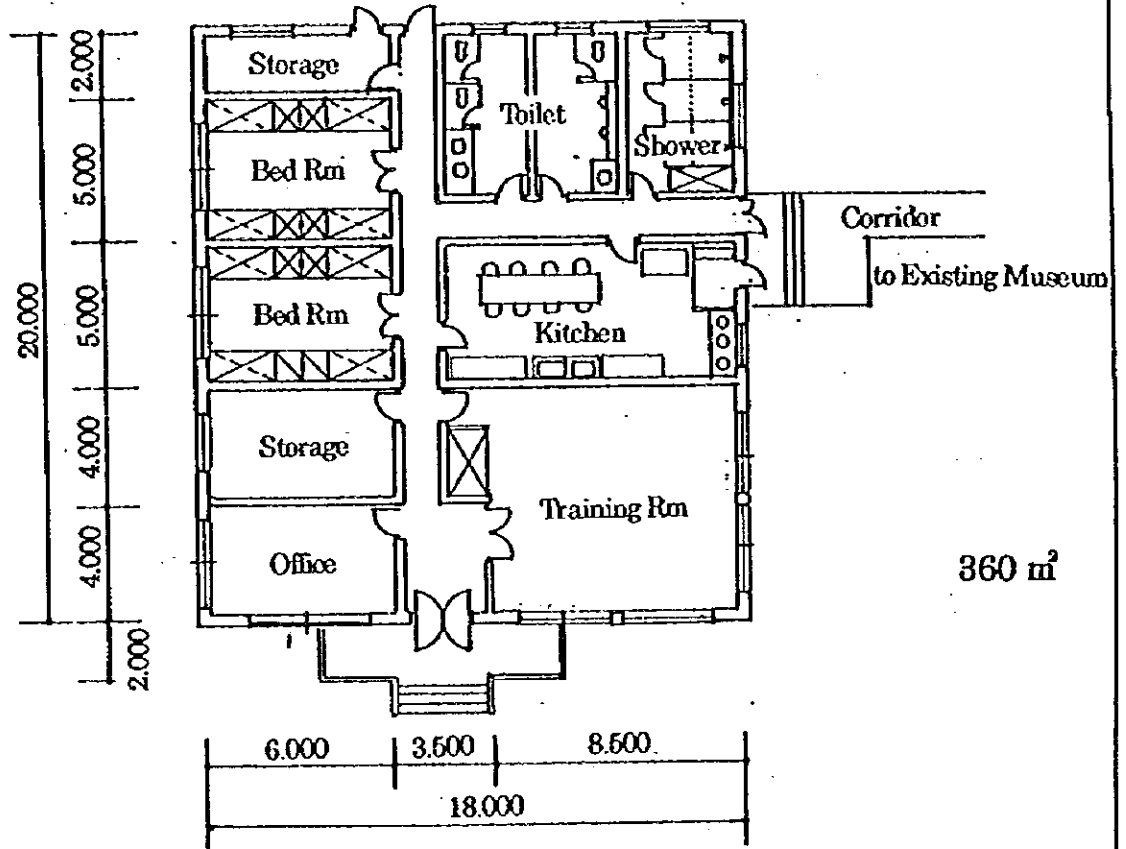 2.000
Storage
Toilet
Shower
5.000
Bed Rm
Corridor
to Existing Museum
20.000
5.000
Bed Rm
Kitchen
4.000
Storage
Training Rm
4.000
Office
360 ㎡
2.000
6.000
3.500
8.500
18.000